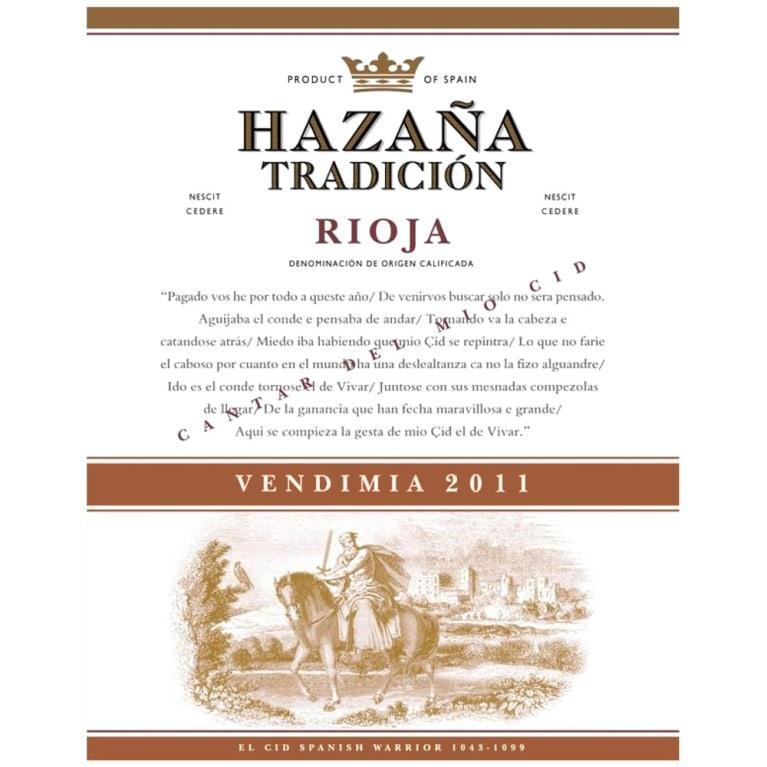 PRODUCT OF SPAIN
HAZAÑA
TRADICIÓN
NESCIT
CEDERE
NESCIT
CEDERE
RIOJA
DENOMINACIÓN DE ORIGEN CALIFICADA
“Pagado vos he por todo a queste año/ De venirvos buscar solo no sera pensado.
Aguijaba el conde e pensaba de andar/ Tornando va la cabeza e
catandose atrás/ Miedo iba habiendo que mio Çid se repintra/ Lo que no farie
el caboso por cuanto en el mundo ha una deslealtanza ca no la fizo alguandre/
Ido es el conde tornose el de Vivar/ Juntose con sus mesnadas compezolas
de llegar/ De la ganancia que han fecha maravillosa e grande/
Aqui se compieza la gesta de mio Çid el de Vivar.”
CANTAR DEL MIO CID
VENDIMIA 2011
EL CID SPANISH WARRIOR 1043-1099